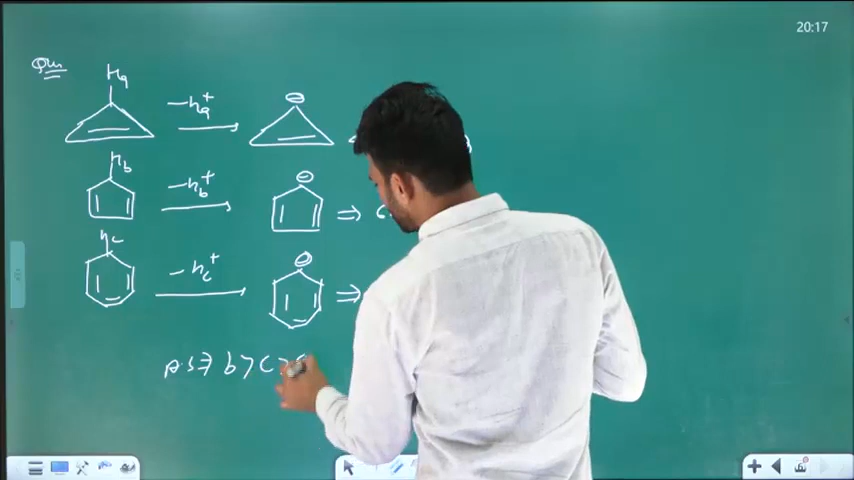 20:17
Qus
Ha
-Ha+
Hb
-Hb+
⇒
Hc
-Hc+
⇒
A.S ⇒ b > c >